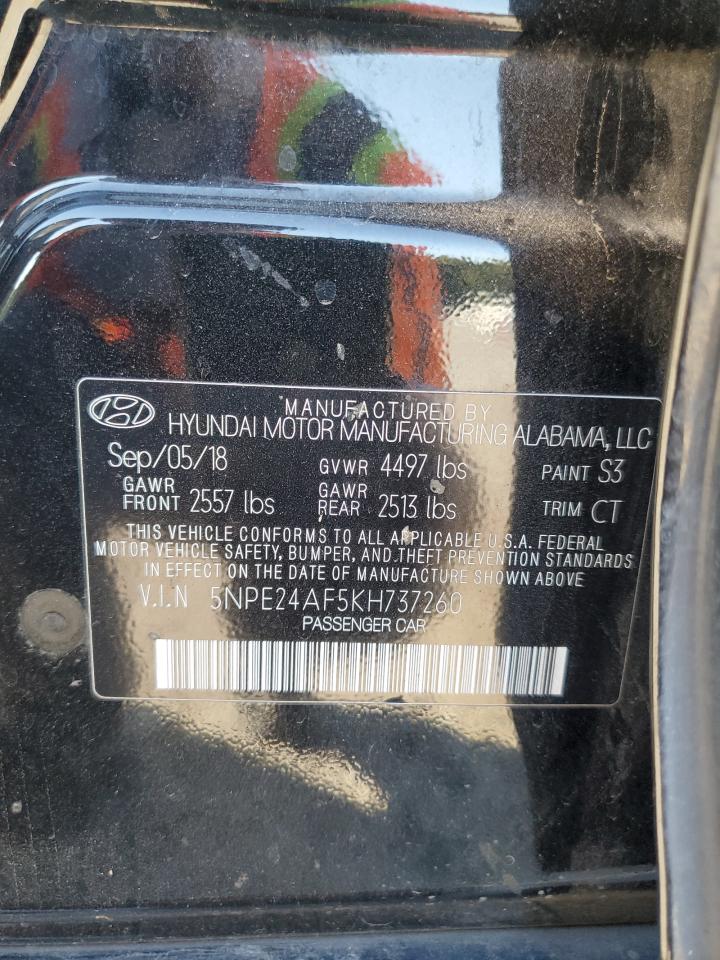 MANUFACTURED BY
HYUNDAI MOTOR MANUFACTURING ALABAMA, LLC
Sep/05/18 GVWR 4497 lbs PAINT S3
GAWR FRONT 2557 lbs GAWR REAR 2513 lbs TRIM CT
THIS VEHICLE CONFORMS TO ALL APPLICABLE U.S.A. FEDERAL
MOTOR VEHICLE SAFETY, BUMPER, AND THEFT PREVENTION STANDARDS
IN EFFECT ON THE DATE OF MANUFACTURE SHOWN ABOVE
V.I.N 5NPE24AF5KH737260
PASSENGER CAR